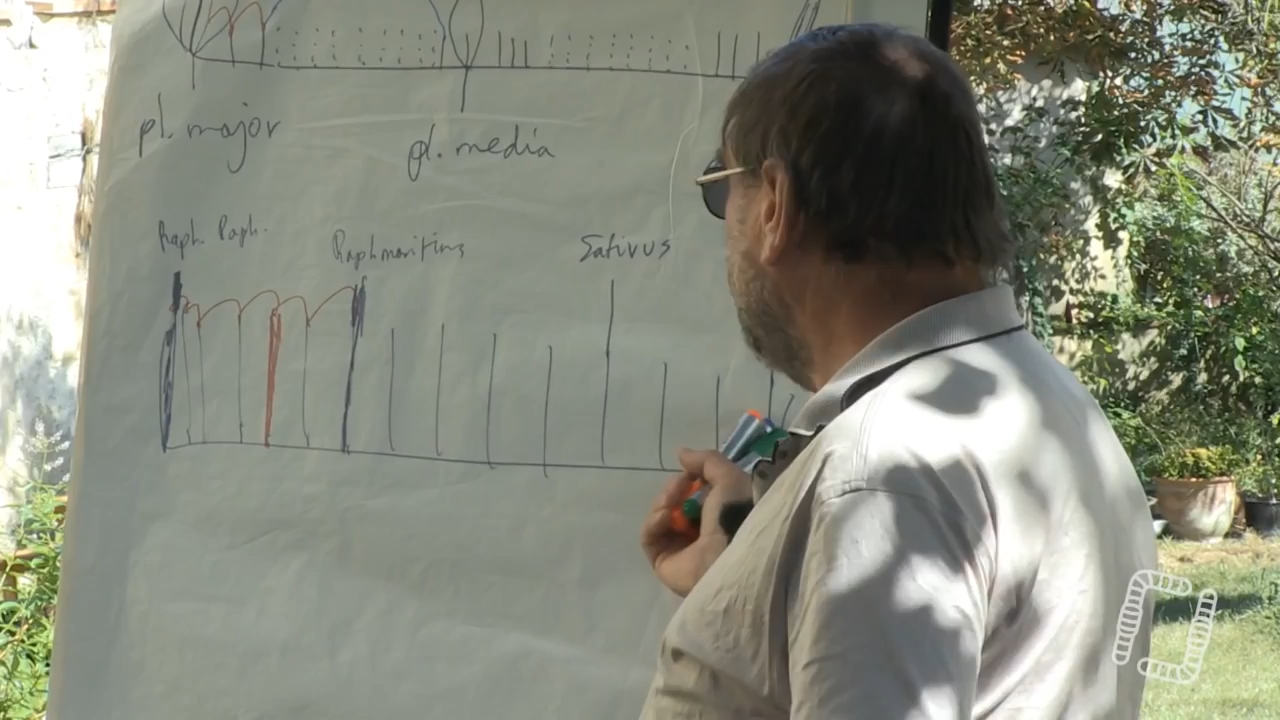 pl. major
pl. media
Raph. Raph.
Raphmaritims
Sativus